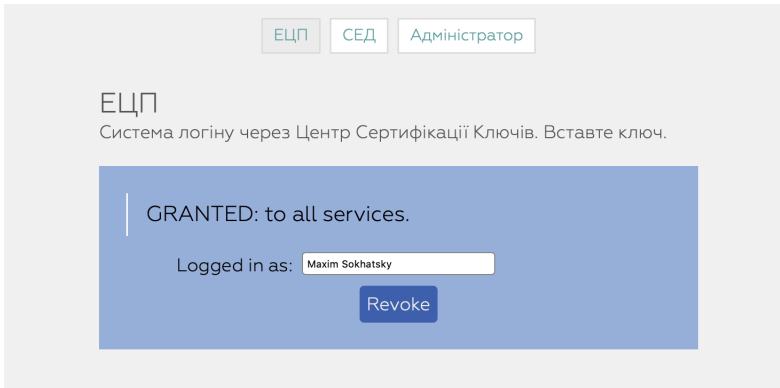 ЕЦП СЕД Адміністратор
ЕЦП
Система логіну через Центр Сертифікації Ключів. Вставте ключ.
GRANTED: to all services.
Logged in as: Maxim Sokhatsky
Revoke